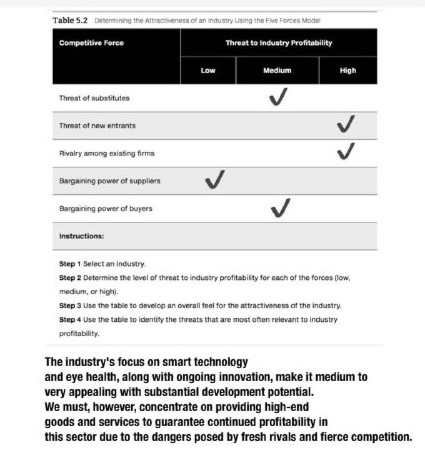 Table 5.2 Determining the Attractiveness of an Industry Using the Five Forces Model
Competitive Force
Threat to Industry Profitability
Low
Medium
High
Threat of substitutes
Threat of new entrants
Rivalry among existing firms
Bargaining power of suppliers
Bargaining power of buyers
Instructions:
Step 1 Select an industry.
Step 2 Determine the level of threat to industry profitability for each of the forces (low,
medium, or high).
Step 3 Use the table to develop an overall feel for the attractiveness of the industry.
Step 4 Use the table to identify the threats that are most often relevant to industry
profitability.
The industry's focus on smart technology
and eye health, along with ongoing innovation, make it medium to
very appealing with substantial development potential.
We must, however, concentrate on providing high-end
goods and services to guarantee continued profitability in
this sector due to the dangers posed by fresh rivals and fierce competition.